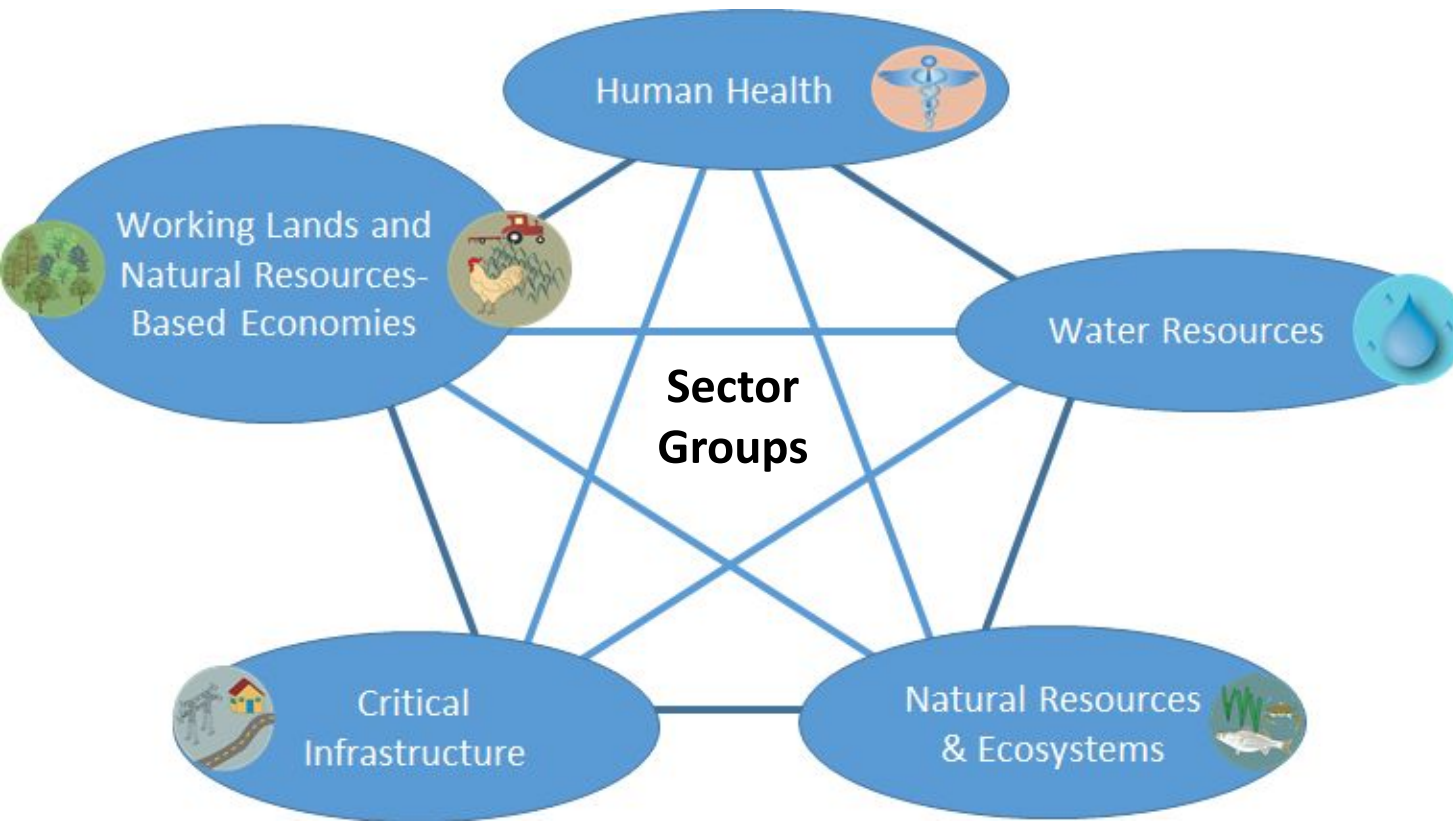 Human Health
Working Lands and
Natural Resources-
Based Economies
Water Resources
Sector
Groups
Critical
Infrastructure
Natural Resources
& Ecosystems